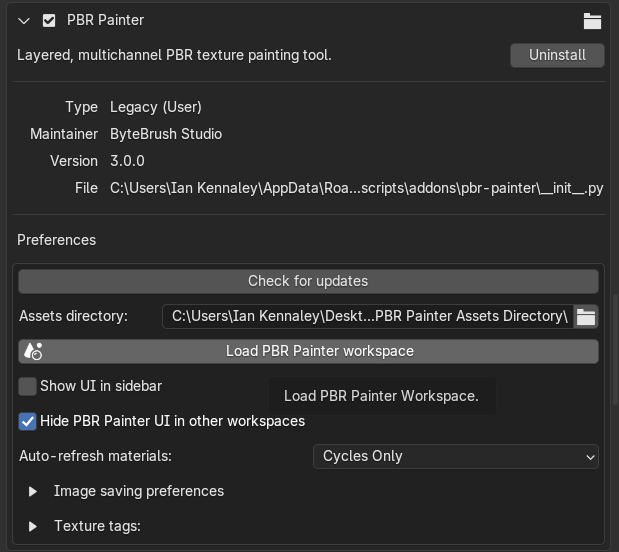 PBR Painter
Layered, multichannel PBR texture painting tool. Uninstall
Type Legacy (User)
Maintainer ByteBrush Studio
Version 3.0.0
File C:\Users\Ian Kennaley\AppData\Roa...scripts\addons\pbr-painter\__init__.py
Preferences
Check for updates
Assets directory: C:\Users\Ian Kennaley\Deskt...PBR Painter Assets Directory\
Load PBR Painter workspace
Show UI in sidebar
Load PBR Painter Workspace.
Hide PBR Painter UI in other workspaces
Auto-refresh materials: Cycles Only
Image saving preferences
Texture tags: